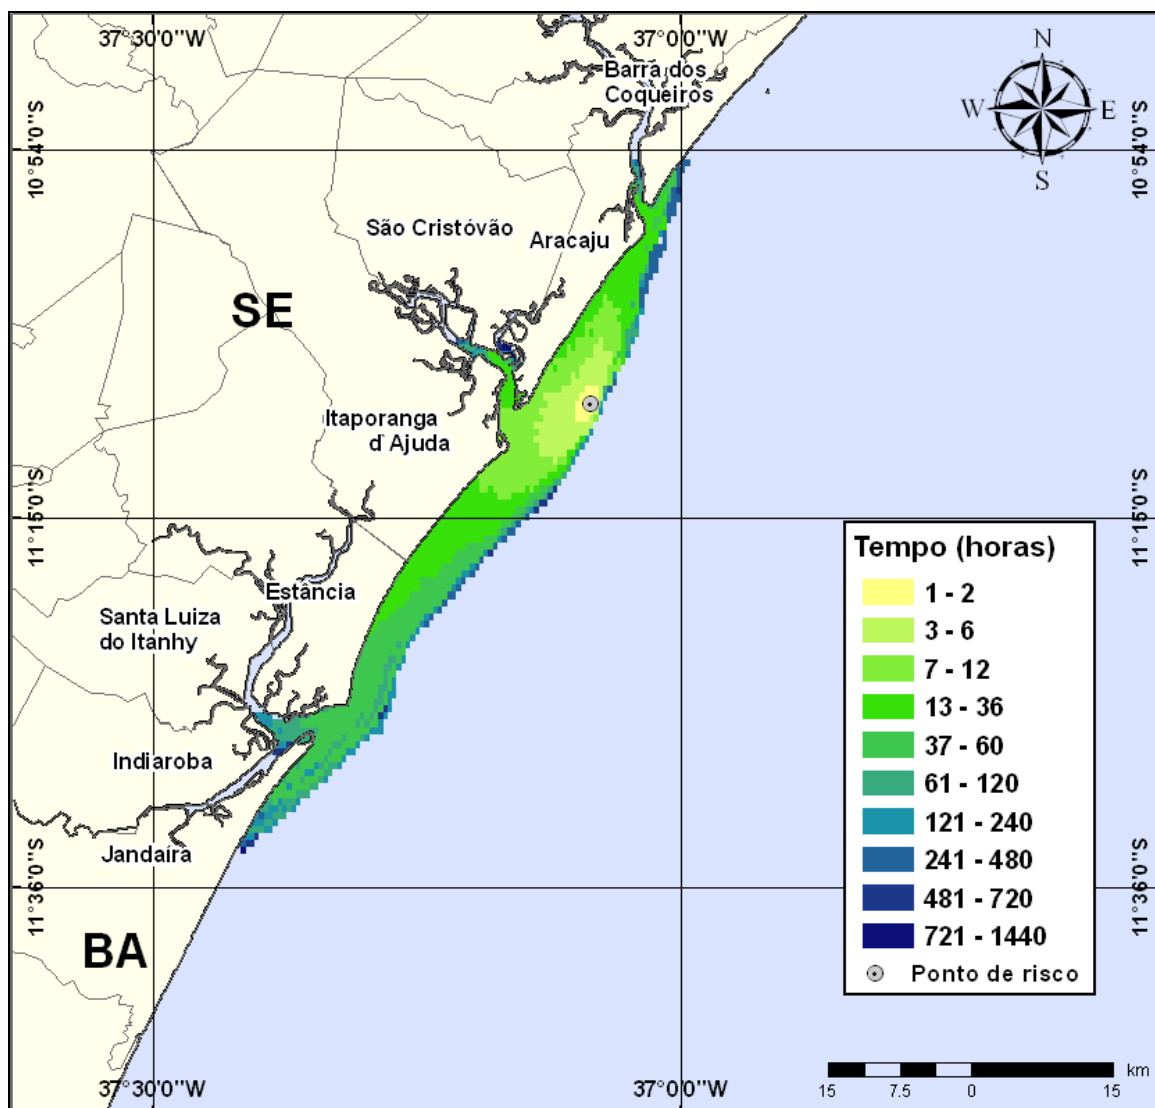 37°30'0"W
37°0'0"W
N
W
E
S
Barra dos
Coqueiros
10°54'0"S
10°54'0"S
São Cristóvão
Aracaju
SE
Itaporanga
d`Ajuda
11°15'0"S
11°15'0"S
Estância
Santa Luiza
do Itanhy
Indiaroba
Jandaíra
11°36'0"S
11°36'0"S
BA
Tempo (horas)
1 - 2
3 - 6
7 - 12
13 - 36
37 - 60
61 - 120
121 - 240
241 - 480
481 - 720
721 - 1440
Ponto de risco
km
15
7.5
0
15
37°30'0"W
37°0'0"W